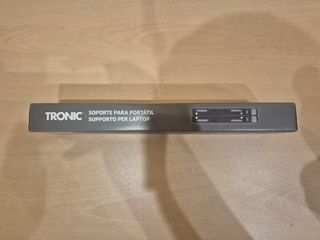 TRONIC
SOPORTE PARA PORTÁTIL
SUPPORTO PER LAPTOP